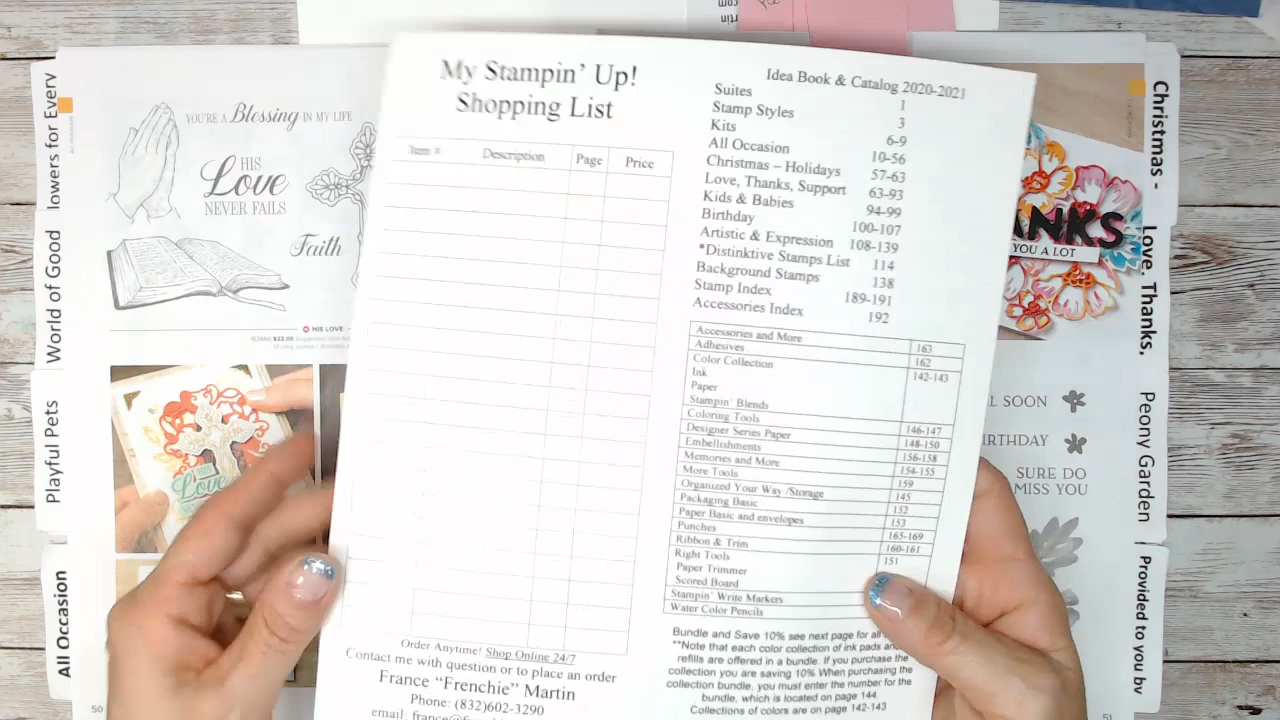 My Stampin' Up!
Shopping List
Item # Description Page Price
Order Anytime! Shop Online 24/7
Contact me with question or to place an order
France "Frenchie" Martin
Phone: (832)602-3290
email:
Idea Book & Catalog 2020-2021
Suites 1
Stamp Styles 3
Kits 6-9
All Occasion 10-56
Christmas – Holidays 57-63
Love, Thanks, Support 63-93
Kids & Babies 94-99
Birthday 100-107
Artistic & Expression 108-139
*Distinktive Stamps List 114
Background Stamps 138
Stamp Index 189-191
Accessories Index 192
Accessories and More
Adhesives 163
Color Collection 162
Ink 142-143
Paper
Stampin' Blends
Coloring Tools
Designer Series Paper 146-147
Embellishments 148-150
Memories and More 156-158
More Tools 154-155
Organized Your Way /Storage 159
Packaging Basic 145
Paper Basic and envelopes 152
Punches 153
Ribbon & Trim 165-169
Right Tools 160-161
Paper Trimmer 151
Scored Board
Stampin' Write Markers
Water Color Pencils
Bundle and Save 10% see next page for all
**Note that each color collection of ink pads and
refills are offered in a bundle. If you purchase the
collection you are saving 10% When purchasing the
collection bundle, you must enter the number for the
bundle, which is located on page 144.
Collections of colors are on page 142-143
YOU'RE A Blessing IN MY LIFE
HIS
Love
NEVER FAILS
Faith
HIS LOVE
Love
50
lowers for Every
World of Good
Playful Pets
All Occasion
Christmas -
Love, Thanks,
Peony Garden
Provided to you by
ANKS
YOU A LOT
L SOON
IRTHDAY
SURE DO
MISS YOU
51